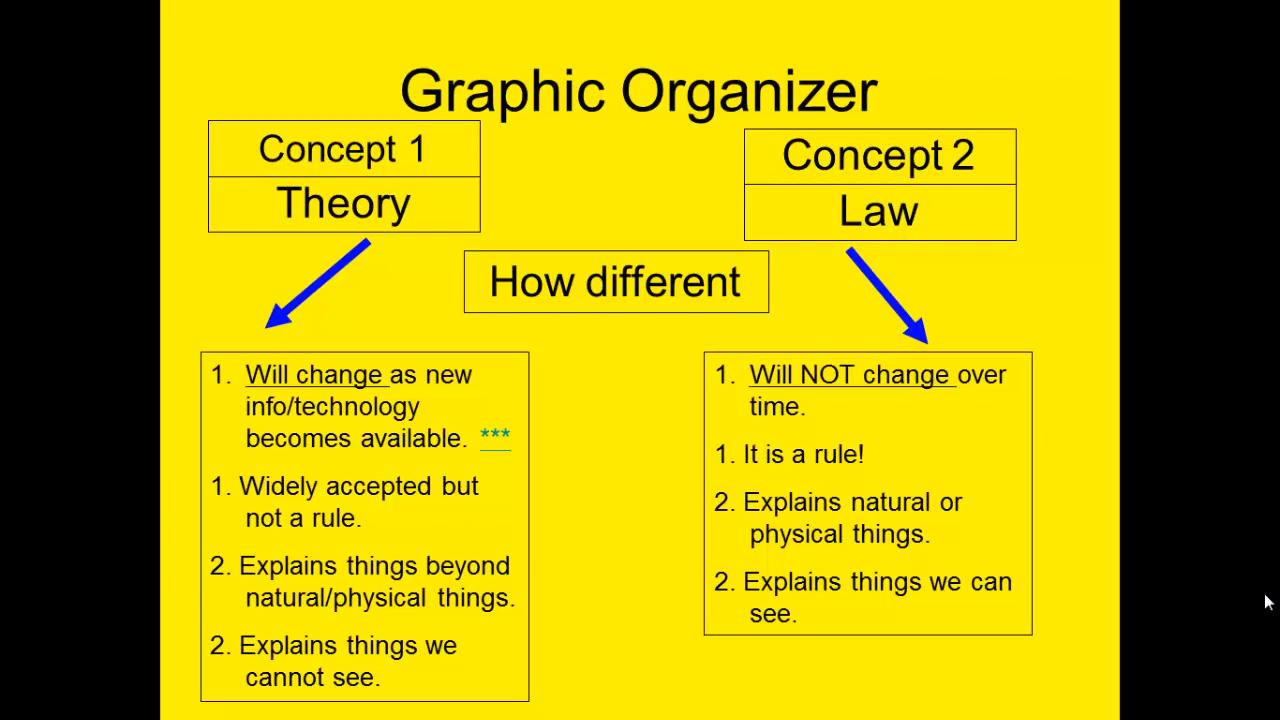 Graphic Organizer
Concept 1
Theory
Concept 2
Law
How different
1. Will change as new
info/technology
becomes available. ***
1. Widely accepted but
not a rule.
2. Explains things beyond
natural/physical things.
2. Explains things we
cannot see.
1. Will NOT change over
time.
1. It is a rule!
2. Explains natural or
physical things.
2. Explains things we can
see.